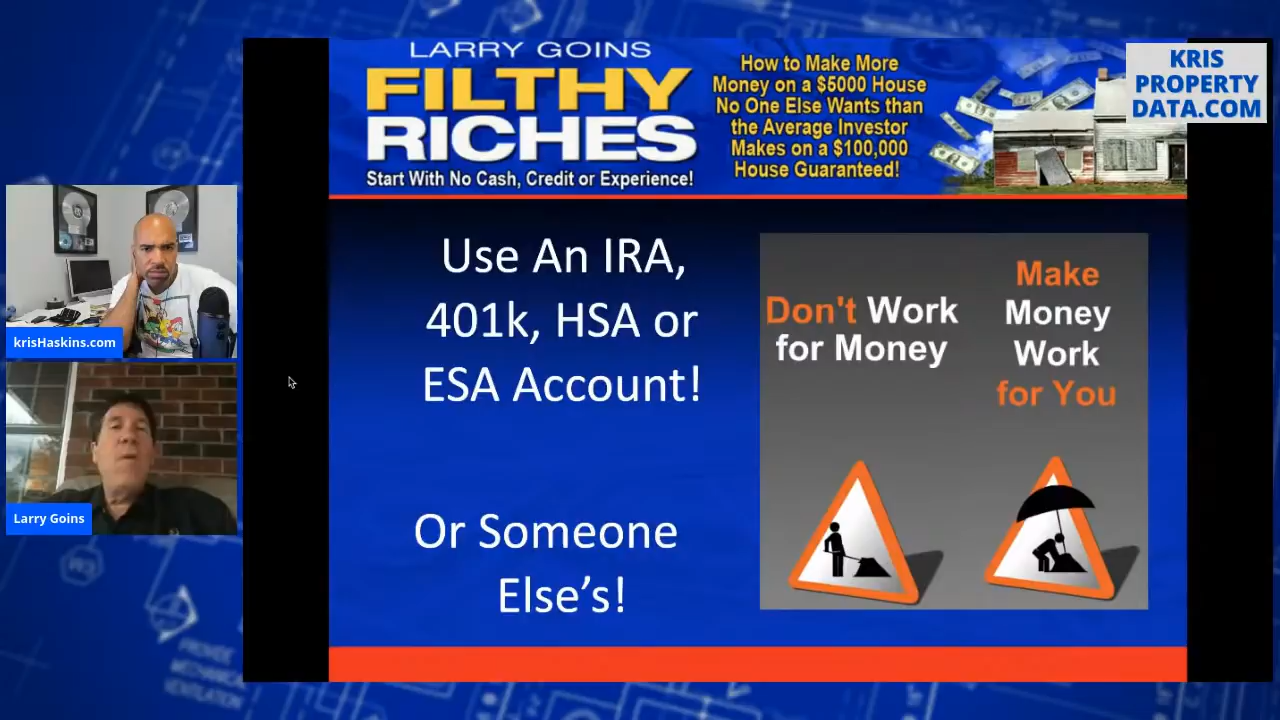 LARRY GOINS
FILTHY
RICHES
Start With No Cash, Credit or Experience!
How to Make More
Money on a $5000 House
No One Else Wants than
the Average Investor
Makes on a $100,000
House Guaranteed!
KRIS
PROPERTY
DATA.COM
krisHaskins.com
Larry Goins
Use An IRA,
401k, HSA or
ESA Account!
Or Someone
Else’s!
Don't Work
for Money
Make
Money
Work
for You
PROVIDE
MECHANICAL
VENTILATION